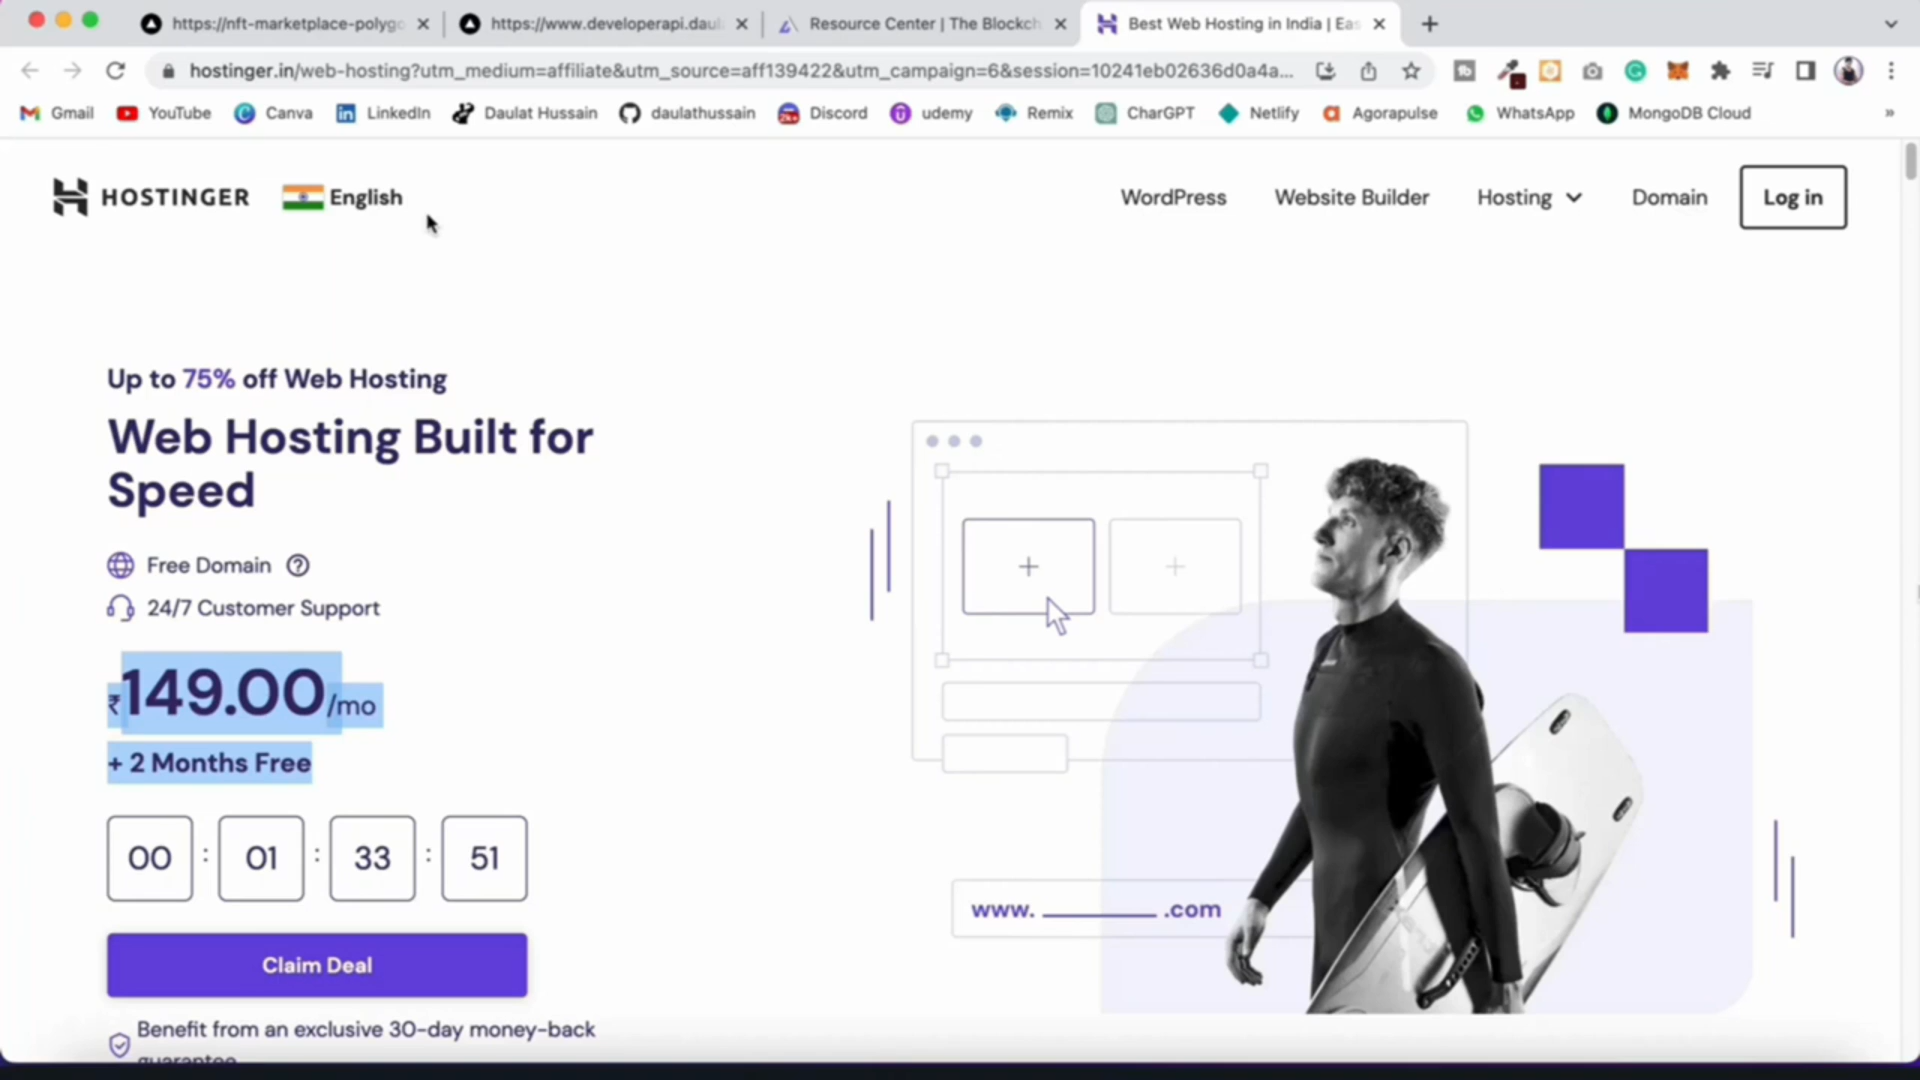 https://nft-marketplace-polygo
https://www.developerapi.daul
Resource Center | The Blockch
Best Web Hosting in India | Eas
hostinger.in/web-hosting?utm_medium=affiliate&utm_source=aff139422&utm_campaign=6&session=10241eb02636d0a4a...
Gmail
YouTube
Canva
LinkedIn
Daulat Hussain
daulathussain
Discord
udemy
Remix
CharGPT
Netlify
Agorapulse
WhatsApp
MongoDB Cloud
»
HOSTINGER
English
WordPress
Website Builder
Hosting
Domain
Log in
Up to 75% off Web Hosting
Web Hosting Built for
Speed
Free Domain
24/7 Customer Support
₹149.00/mo
+ 2 Months Free
00 : 01 : 33 : 51
Claim Deal
Benefit from an exclusive 30-day money-back
guarantee
www. ________ .com